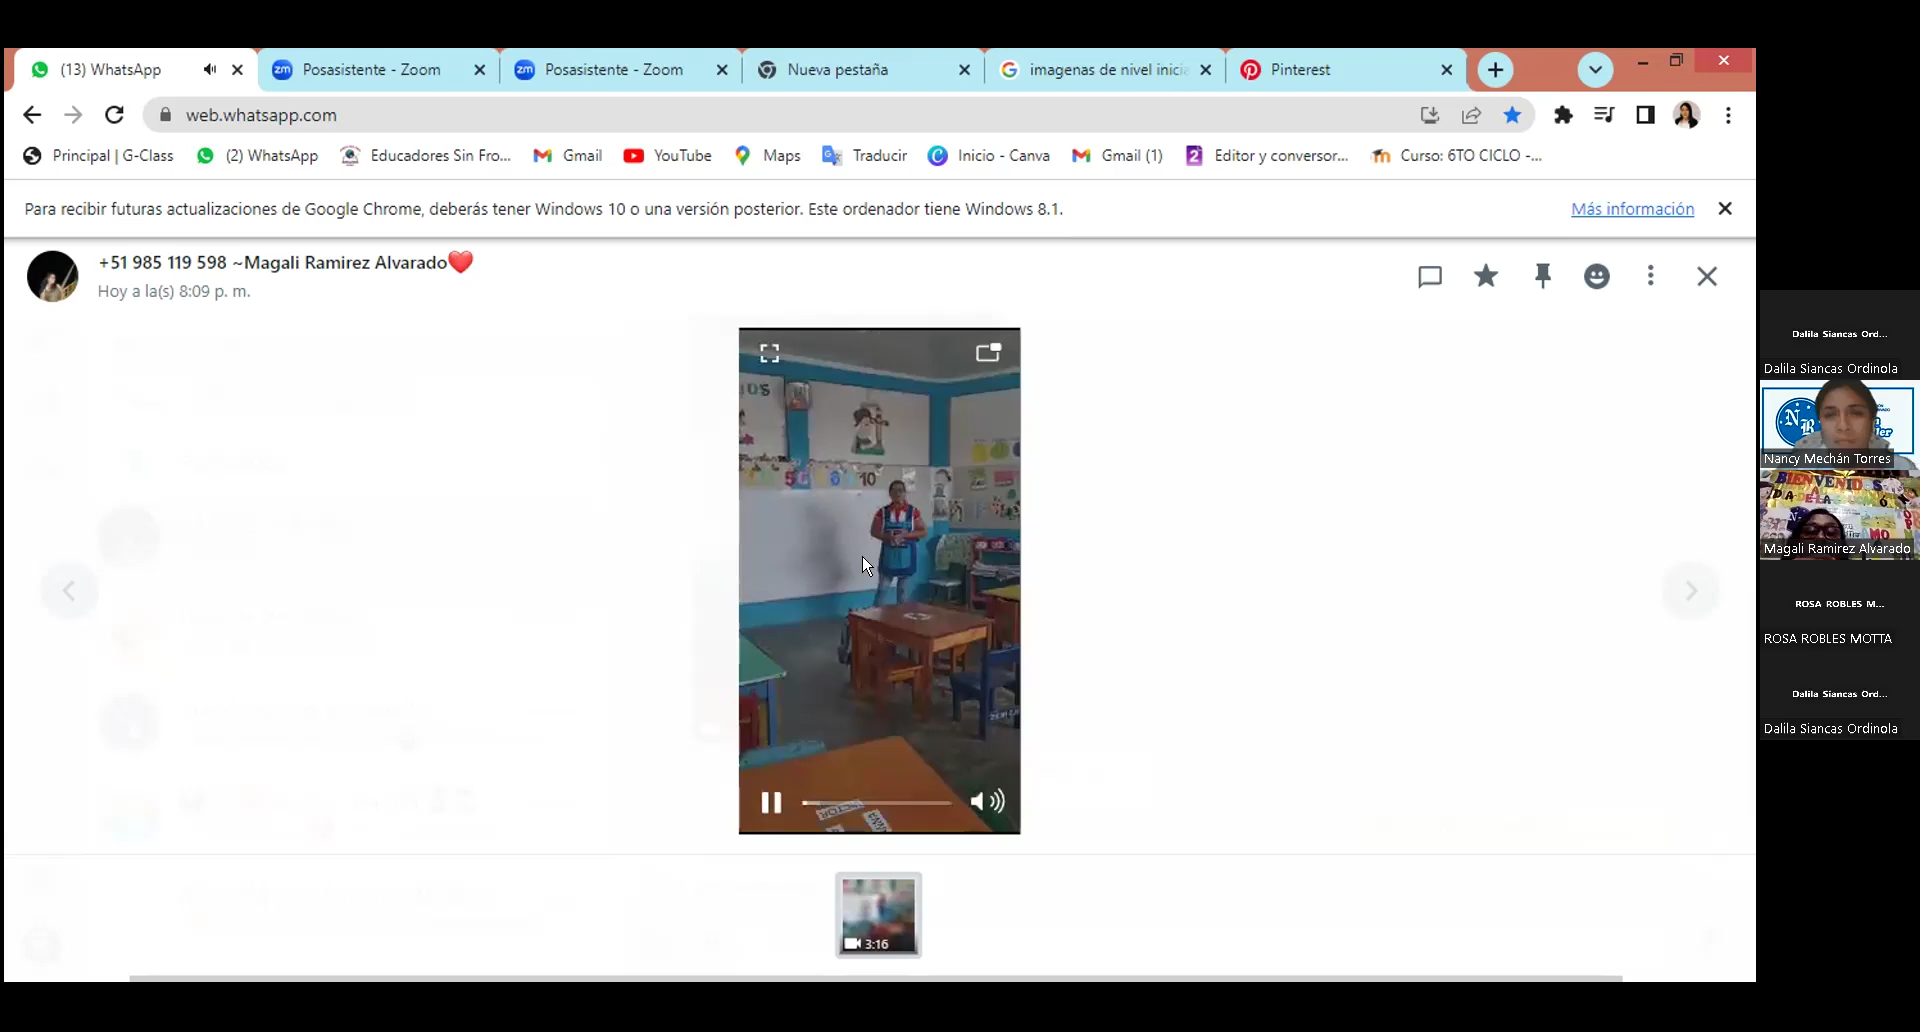 (13) WhatsApp
Posasistente - Zoom
Posasistente - Zoom
Nueva pestaña
imagenes de nivel inici
Pinterest
web.whatsapp.com
Principal | G-Class
(2) WhatsApp
Educadores Sin Fro...
Gmail
YouTube
Maps
Traducir
Inicio - Canva
Gmail (1)
Editor y conversor...
Curso: 6TO CICLO -...
Para recibir futuras actualizaciones de Google Chrome, deberás tener Windows 10 o una versión posterior. Este ordenador tiene Windows 8.1.
Más información
+51 985 119 598 ~Magali Ramirez Alvarado❤️
Hoy a la(s) 8:09 p. m.
10
3:16
Dalila Siancas Ord...
Dalila Siancas Ordinola
NB
Nancy Mechán Torres
BIENVENIDOS
Magali Ramirez Alvarado
ROSA ROBLES M...
ROSA ROBLES MOTTA
Dalila Siancas Ord...
Dalila Siancas Ordinola